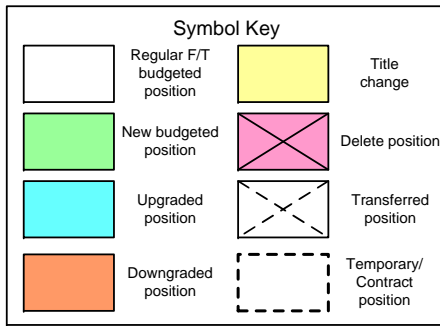 Symbol Key
Regular F/T
budgeted
position
Title
change
New budgeted
position
Delete position
Upgraded
position
Transferred
position
Downgraded
position
Temporary/
Contract
position